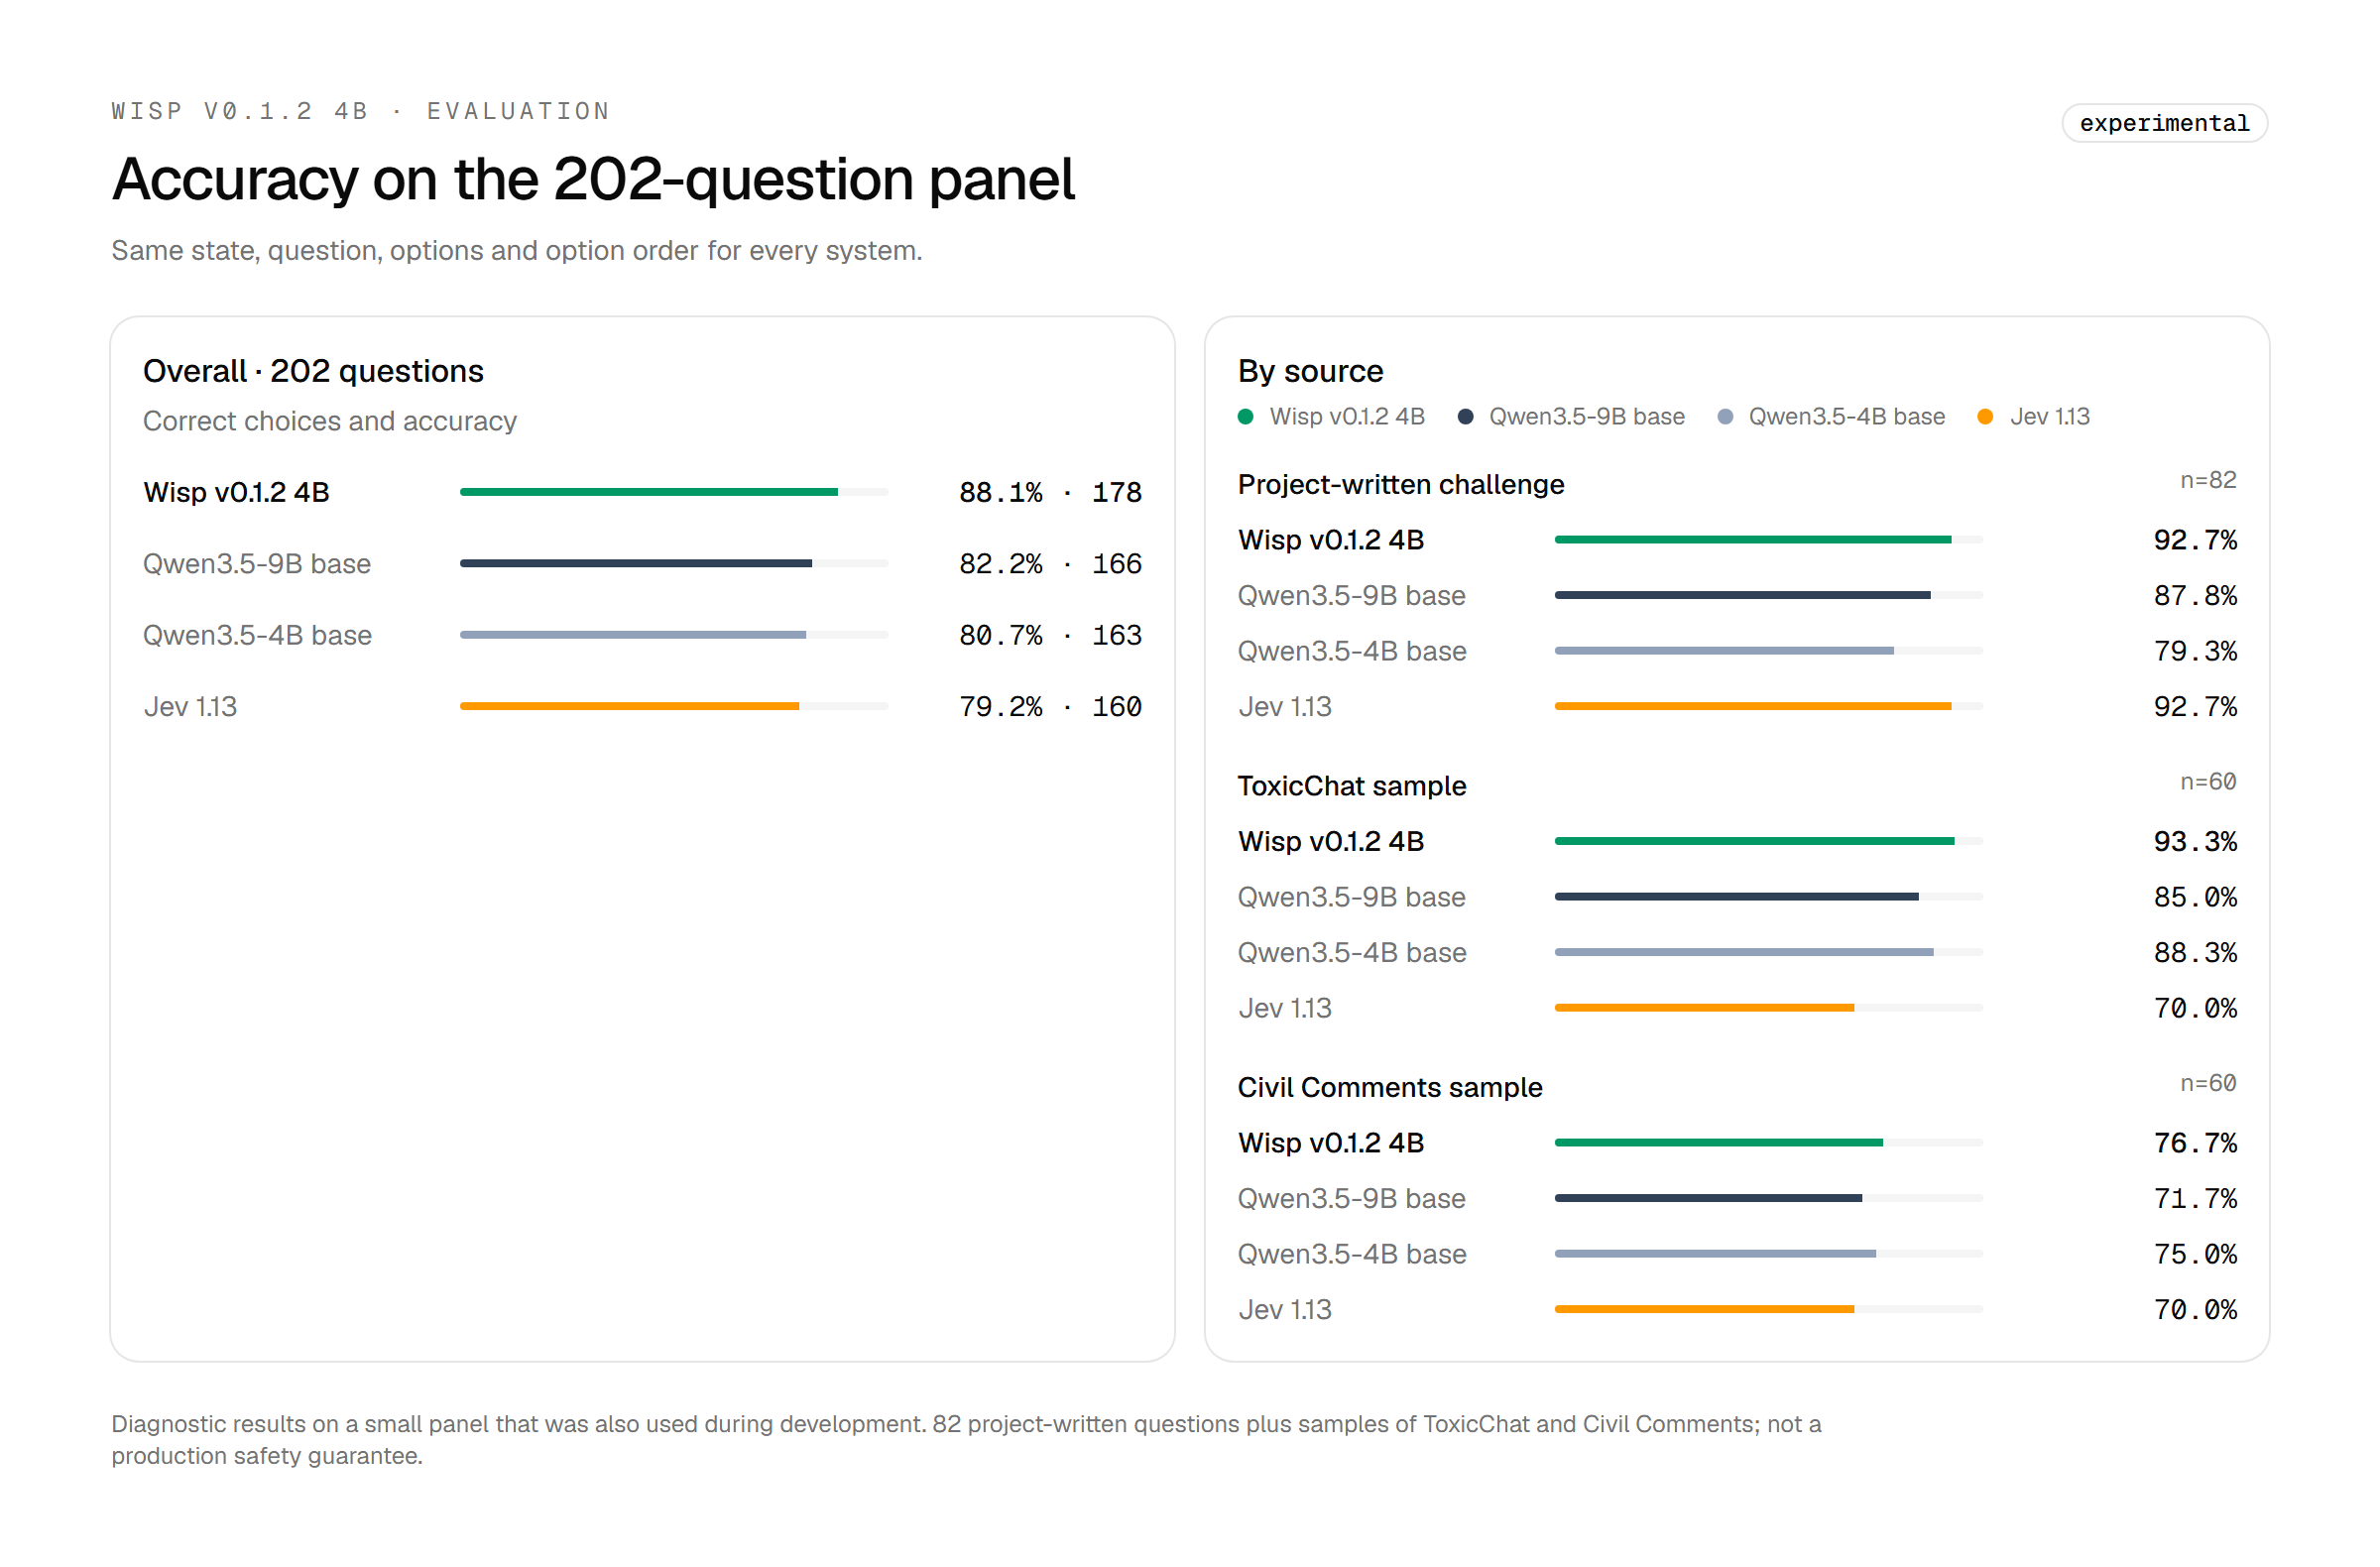 WISP V0.1.2 4B · EVALUATION
experimental
Accuracy on the 202-question panel
Same state, question, options and option order for every system.
Overall · 202 questions
Correct choices and accuracy
Wisp v0.1.2 4B 88.1% · 178
Qwen3.5-9B base 82.2% · 166
Qwen3.5-4B base 80.7% · 163
Jev 1.13 79.2% · 160
By source
Wisp v0.1.2 4B Qwen3.5-9B base Qwen3.5-4B base Jev 1.13
Project-written challenge n=82
Wisp v0.1.2 4B 92.7%
Qwen3.5-9B base 87.8%
Qwen3.5-4B base 79.3%
Jev 1.13 92.7%
ToxicChat sample n=60
Wisp v0.1.2 4B 93.3%
Qwen3.5-9B base 85.0%
Qwen3.5-4B base 88.3%
Jev 1.13 70.0%
Civil Comments sample n=60
Wisp v0.1.2 4B 76.7%
Qwen3.5-9B base 71.7%
Qwen3.5-4B base 75.0%
Jev 1.13 70.0%
Diagnostic results on a small panel that was also used during development. 82 project-written questions plus samples of ToxicChat and Civil Comments; not a
production safety guarantee.